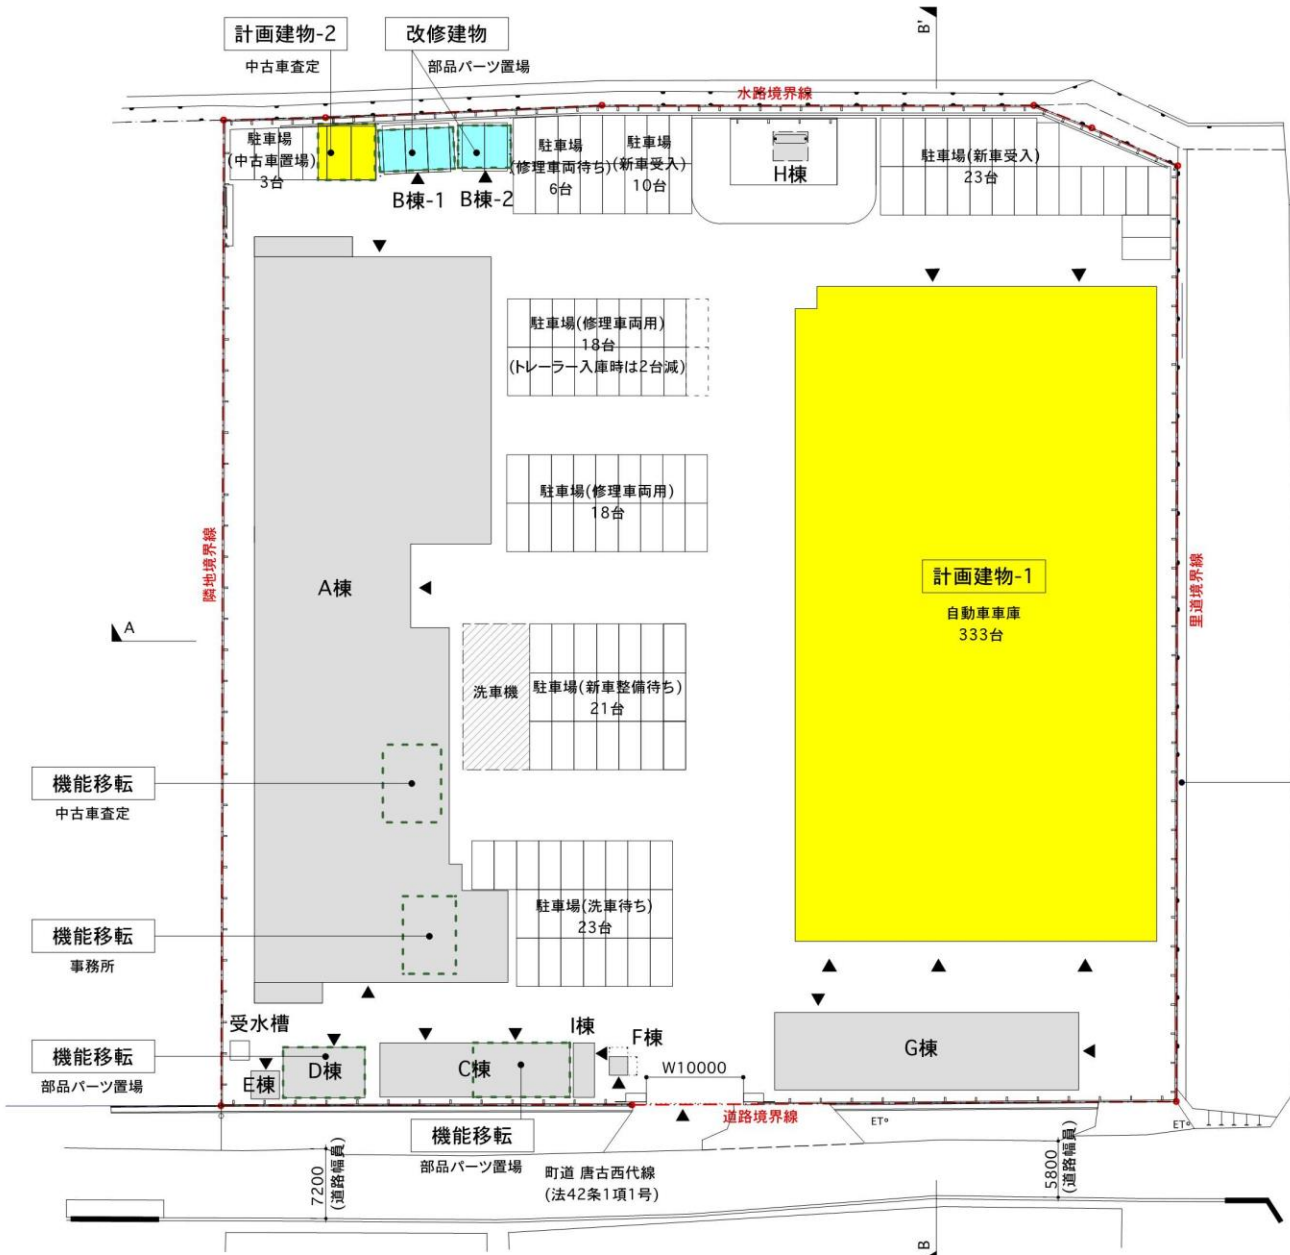 B'
計画建物-2
中古車査定
改修建物
部品パーツ置場
水路境界線
駐車場
(中古車置場)
3台
B棟-1
B棟-2
駐車場
(修理車両待ち)
6台
駐車場
(新車受入)
10台
H棟
駐車場(新車受入)
23台
駐車場(修理車両用)
18台
(トレーラー入庫時は2台減)
駐車場(修理車両用)
18台
隣地境界線
A棟
計画建物-1
自動車車庫
333台
里道境界線
A
洗車機
駐車場(新車整備待ち)
21台
機能移転
中古車査定
駐車場(洗車待ち)
23台
機能移転
事務所
受水槽
機能移転
部品パーツ置場
E棟
D棟
C棟
I棟
F棟
G棟
W10000
道路境界線
ET
ET
機能移転
部品パーツ置場
町道 唐古西代線
(法42条1項1号)
7200
(道路幅員)
5800
(道路幅員)
B